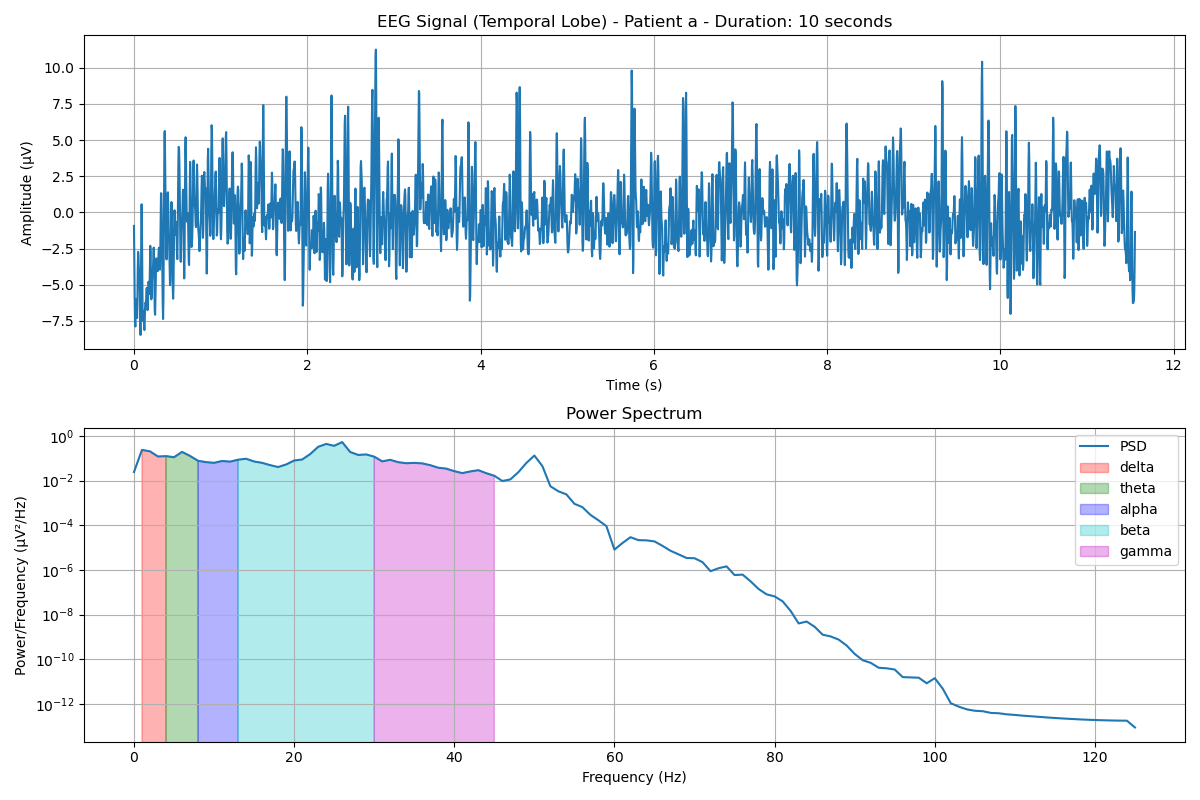 EEG Signal (Temporal Lobe) - Patient a - Duration: 10 seconds
Amplitude (µV)
10.0
7.5
5.0
2.5
0.0
−2.5
−5.0
−7.5
0 2 4 6 8 10 12
Time (s)
Power Spectrum
Power/Frequency (µV²/Hz)
10⁰
10⁻²
10⁻⁴
10⁻⁶
10⁻⁸
10⁻¹⁰
10⁻¹²
PSD
delta
theta
alpha
beta
gamma
0 20 40 60 80 100 120
Frequency (Hz)